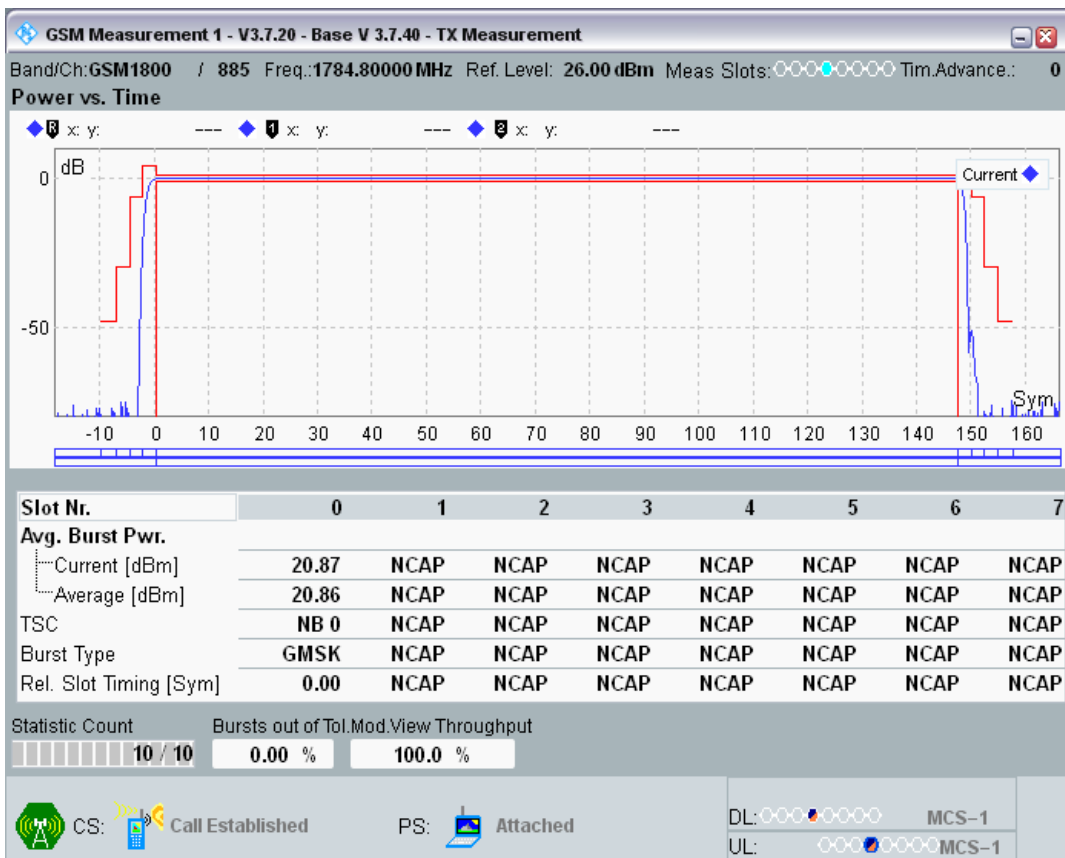 GSM Measurement 1 - V3.7.20 - Base V 3.7.40 - TX Measurement
Band/Ch:GSM1800 / 885 Freq.:1784.80000 MHz Ref. Level: 26.00 dBm Meas Slots: Tim.Advance.: 0
Power vs. Time
R x: y: --- 1 x: y: --- 2 x: y: ---
dB
Current
0
-50
Sym
-10 0 10 20 30 40 50 60 70 80 90 100 110 120 130 140 150 160
Slot Nr. 0 1 2 3 4 5 6 7
Avg. Burst Pwr.
Current [dBm] 20.87 NCAP NCAP NCAP NCAP NCAP NCAP NCAP
Average [dBm] 20.86 NCAP NCAP NCAP NCAP NCAP NCAP NCAP
TSC NB 0 NCAP NCAP NCAP NCAP NCAP NCAP NCAP
Burst Type GMSK NCAP NCAP NCAP NCAP NCAP NCAP NCAP
Rel. Slot Timing [Sym] 0.00 NCAP NCAP NCAP NCAP NCAP NCAP NCAP
Statistic Count Bursts out of Tol.Mod.View Throughput
10 / 10 0.00 % 100.0 %
CS: Call Established PS: Attached
DL: MCS-1
UL: MCS-1